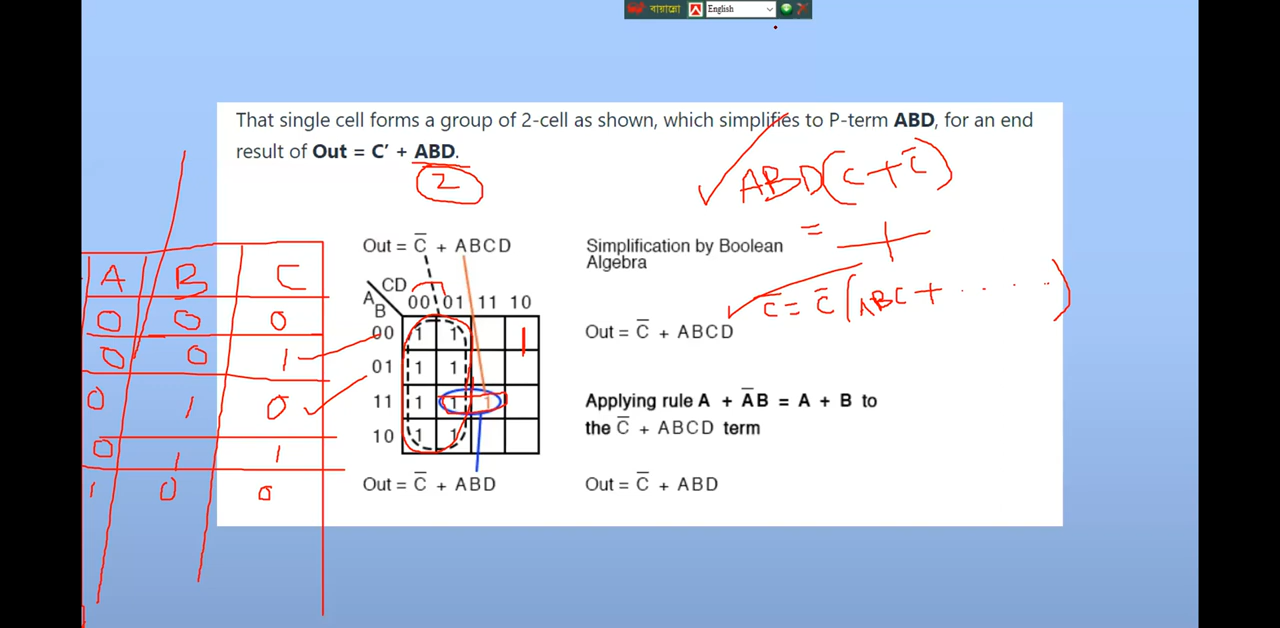 বায়ান্নো English
That single cell forms a group of 2-cell as shown, which simplifies to P-term ABD, for an end
result of Out = C′ + ABD.
2
ABD(C + C̅)
= 1
C̅ = C̅(ABC + . . . . . .)
A B C
0 0 0
0 0 1
0 1 0
0 1 1
1 0 0
Out = C̅ + ABCD
CD
A
B
00 01 11 10
00 1 1 1
01 1 1
11 1 1 1
10 1 1
Out = C̅ + ABD
Simplification by Boolean
Algebra
Out = C̅ + ABCD
Applying rule A + A̅B = A + B to
the C̅ + ABCD term
Out = C̅ + ABD